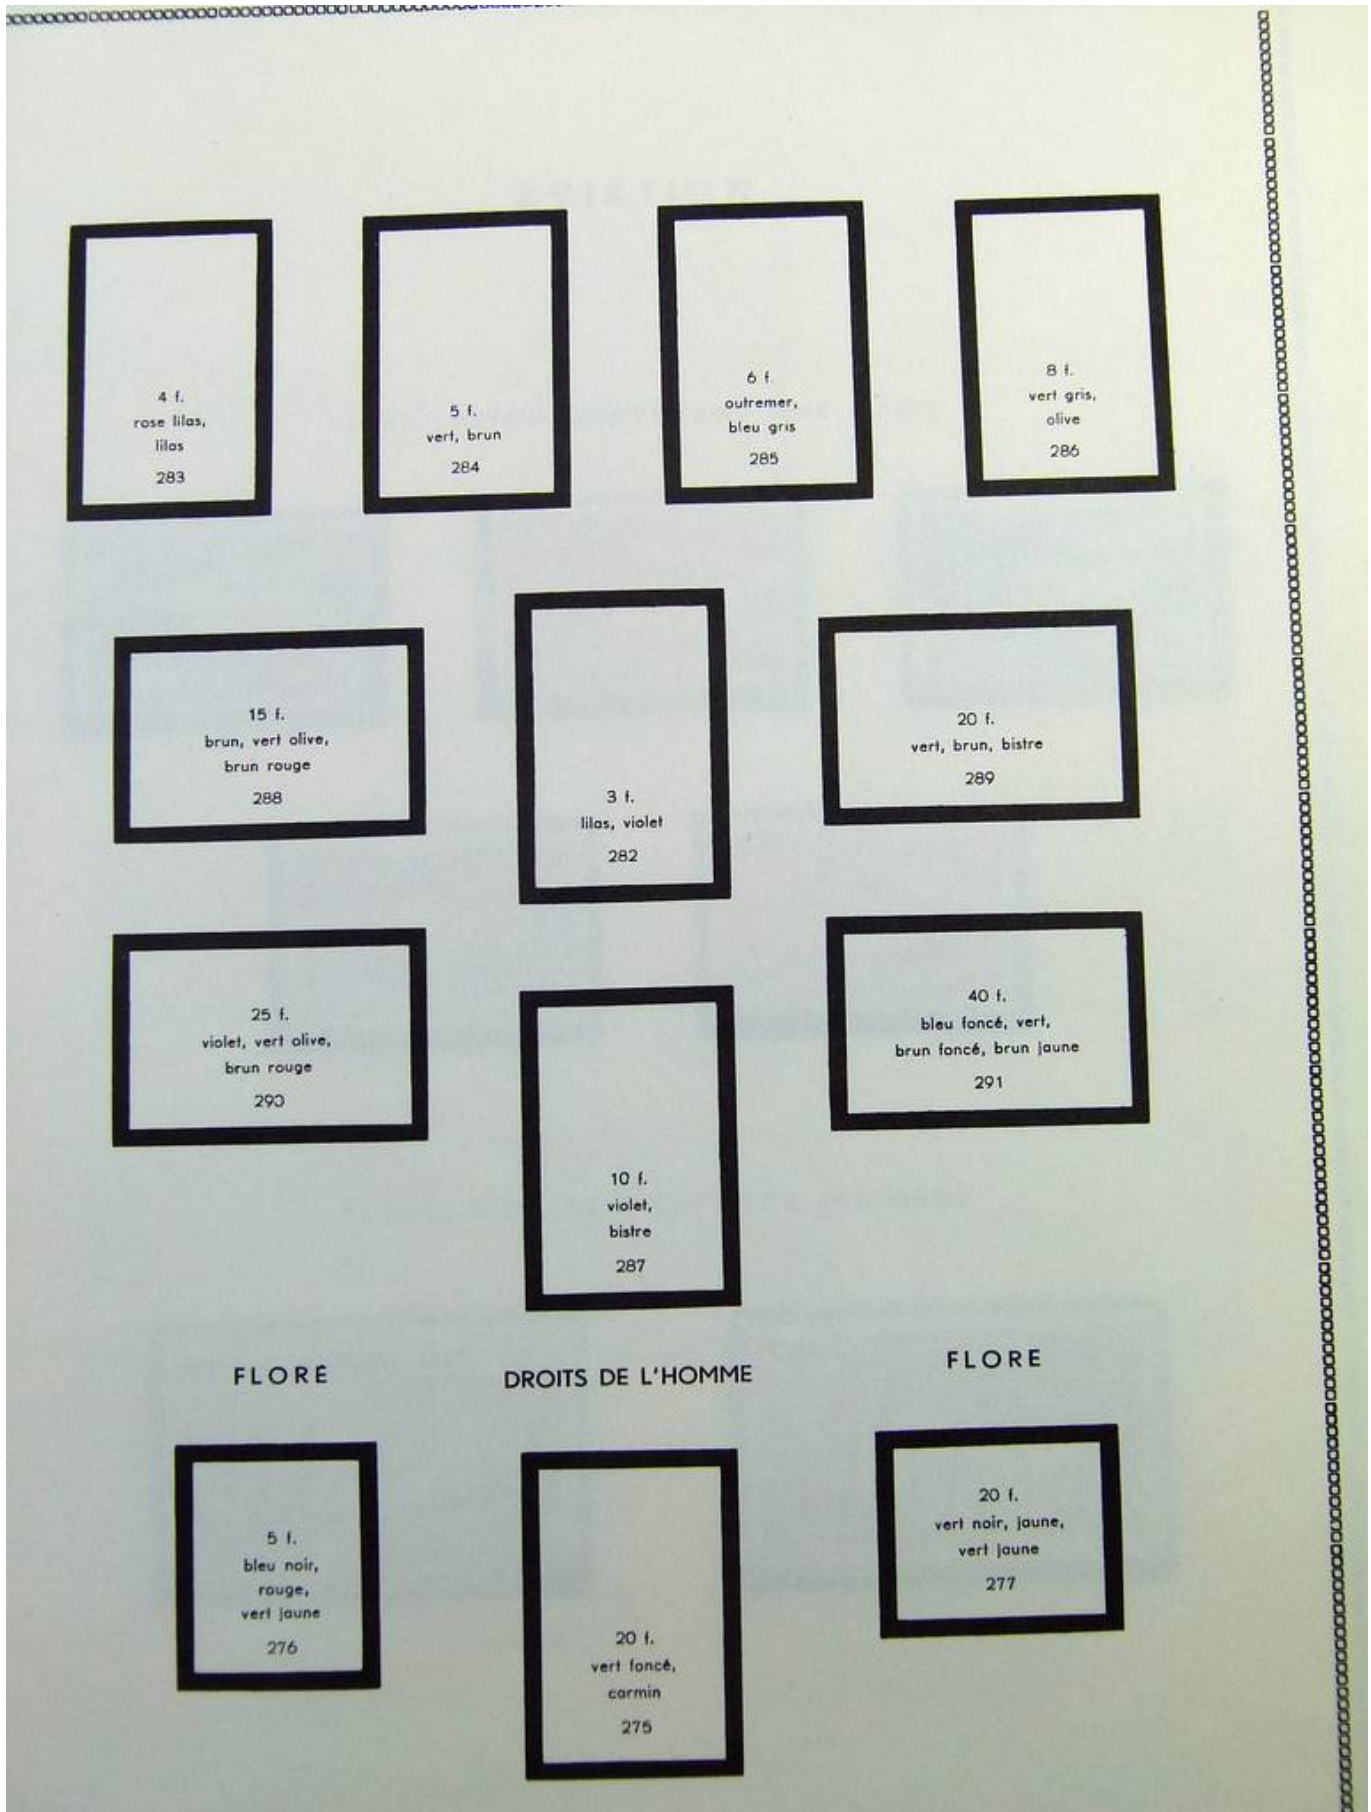 4 f.
rose lilas,
lilas
283
5 f.
vert, brun
284
6 f.
outremer,
bleu gris
285
8 f.
vert gris,
olive
286
15 f.
brun, vert olive,
brun rouge
288
3 f.
lilas, violet
282
20 f.
vert, brun, bistre
289
25 f.
violet, vert olive,
brun rouge
290
10 f.
violet,
bistre
287
40 f.
bleu foncé, vert,
brun foncé, brun jaune
291
FLORE
DROITS DE L'HOMME
FLORE
5 f.
bleu noir,
rouge,
vert jaune
276
20 f.
vert foncé,
carmin
275
20 f.
vert noir, jaune,
vert jaune
277